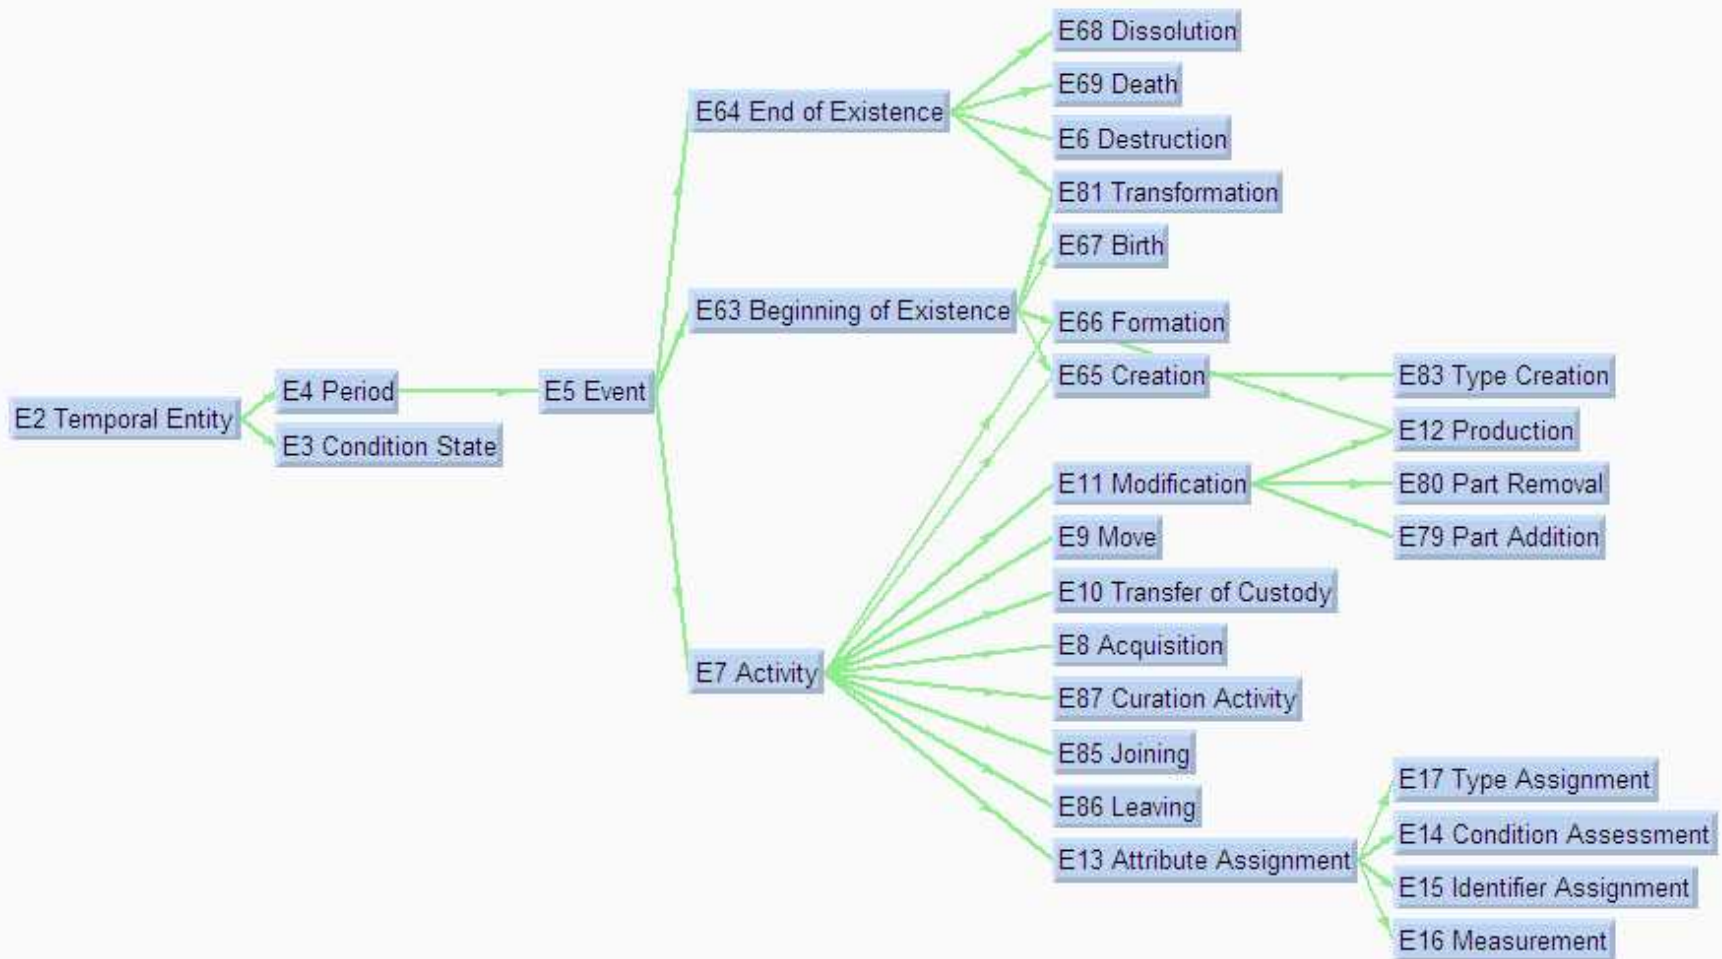 E2 Temporal Entity
E4 Period
E3 Condition State
E5 Event
E64 End of Existence
E63 Beginning of Existence
E7 Activity
E68 Dissolution
E69 Death
E6 Destruction
E81 Transformation
E67 Birth
E66 Formation
E65 Creation
E11 Modification
E9 Move
E10 Transfer of Custody
E8 Acquisition
E87 Curation Activity
E85 Joining
E86 Leaving
E13 Attribute Assignment
E83 Type Creation
E12 Production
E80 Part Removal
E79 Part Addition
E17 Type Assignment
E14 Condition Assessment
E15 Identifier Assignment
E16 Measurement